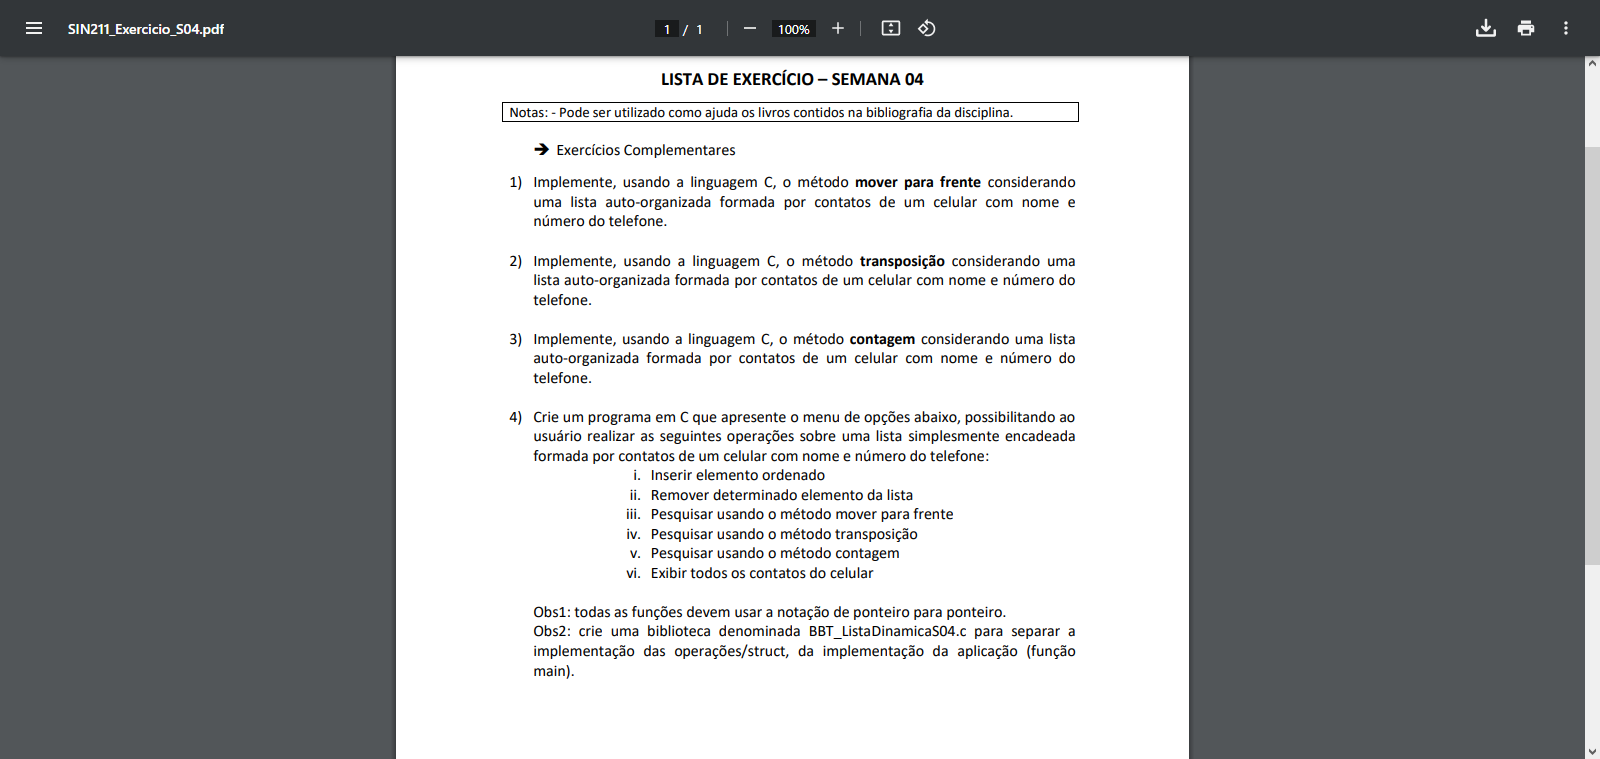 SIN211_Exercicio_S04.pdf
1 / 1
100%
LISTA DE EXERCÍCIO – SEMANA 04
Notas: - Pode ser utilizado como ajuda os livros contidos na bibliografia da disciplina.
➔ Exercícios Complementares
1) Implemente, usando a linguagem C, o método mover para frente considerando
uma lista auto-organizada formada por contatos de um celular com nome e
número do telefone.
2) Implemente, usando a linguagem C, o método transposição considerando uma
lista auto-organizada formada por contatos de um celular com nome e número do
telefone.
3) Implemente, usando a linguagem C, o método contagem considerando uma lista
auto-organizada formada por contatos de um celular com nome e número do
telefone.
4) Crie um programa em C que apresente o menu de opções abaixo, possibilitando ao
usuário realizar as seguintes operações sobre uma lista simplesmente encadeada
formada por contatos de um celular com nome e número do telefone:
i. Inserir elemento ordenado
ii. Remover determinado elemento da lista
iii. Pesquisar usando o método mover para frente
iv. Pesquisar usando o método transposição
v. Pesquisar usando o método contagem
vi. Exibir todos os contatos do celular
Obs1: todas as funções devem usar a notação de ponteiro para ponteiro.
Obs2: crie uma biblioteca denominada BBT_ListaDinamicaS04.c para separar a
implementação das operações/struct, da implementação da aplicação (função
main).